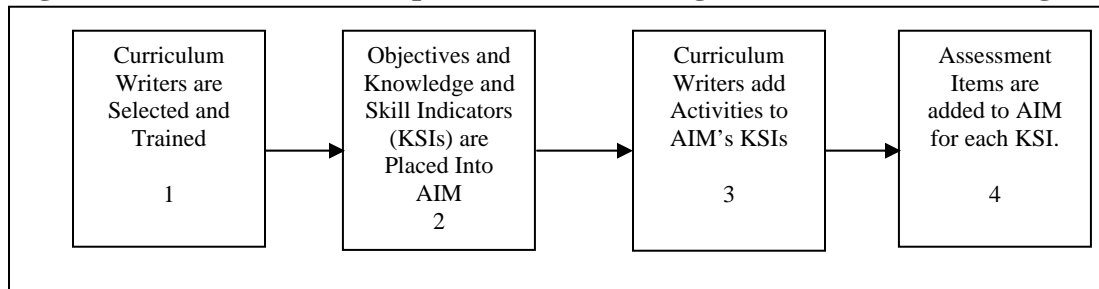 Curriculum
Writers are
Selected and
Trained
1
Objectives and
Knowledge and
Skill Indicators
(KSIs) are
Placed Into
AIM
2
Curriculum
Writers add
Activities to
AIM's KSIs
3
Assessment
Items are
added to AIM
for each KSI.
4